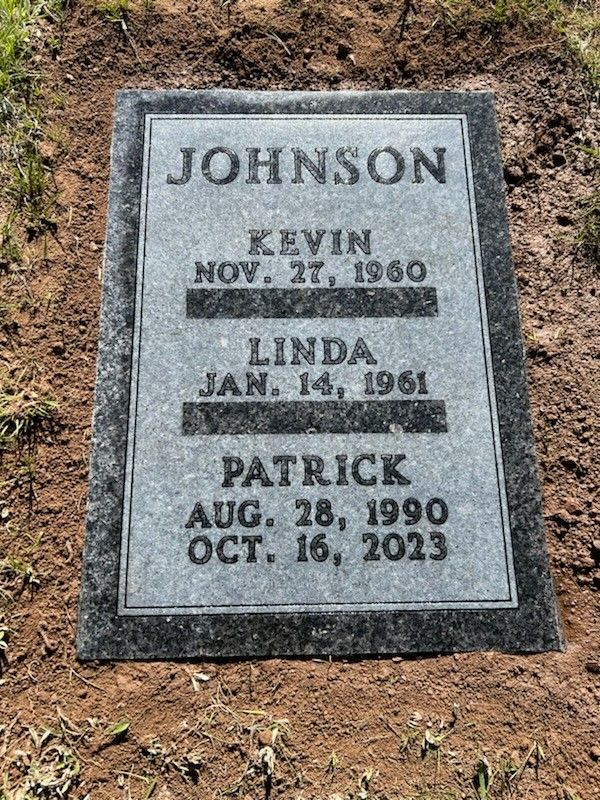 JOHNSON
KEVIN
NOV. 27, 1960
LINDA
JAN. 14, 1961
PATRICK
AUG. 28, 1990
OCT. 16, 2023